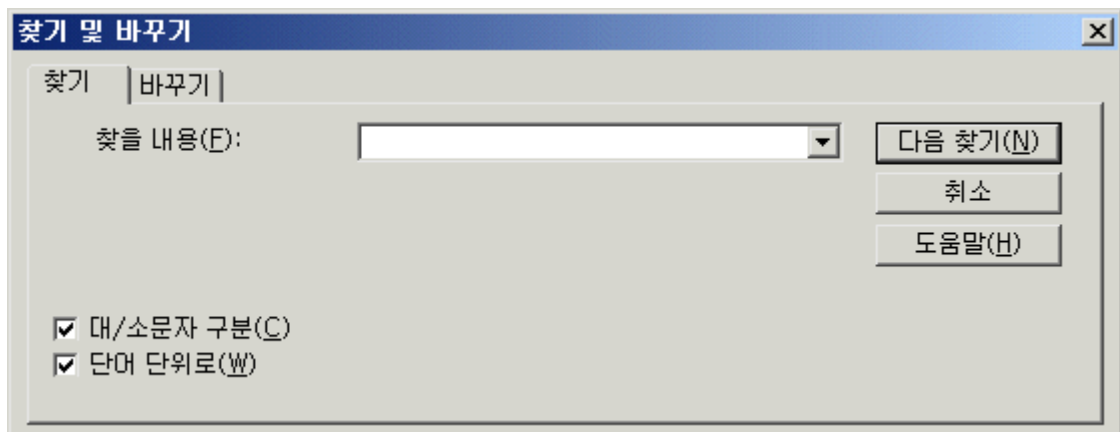 찾기 및 바꾸기
찾기 바꾸기
찾을 내용(F): 다음 찾기(N)
취소
도움말(H)
대/소문자 구분(C)
단어 단위로(W)